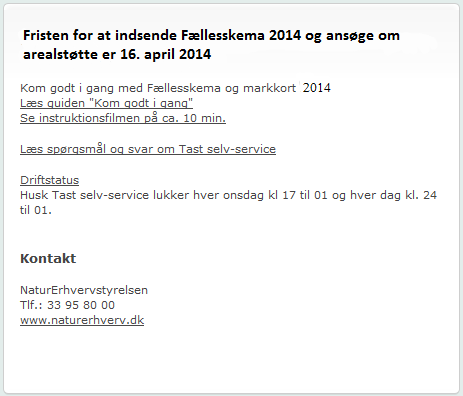 Fristen for at indsende Fællesskema 2014 og ansøge om
arealstøtte er 16. april 2014
Kom godt i gang med Fællesskema og markkort 2014
Læs guiden "Kom godt i gang"
Se instruktionsfilmen på ca. 10 min.
Læs spørgsmål og svar om Tast selv-service
Driftstatus
Husk Tast selv-service lukker hver onsdag kl 17 til 01 og hver dag kl. 24
til 01.
Kontakt
NaturErhvervstyrelsen
Tlf.: 33 95 80 00
www.naturerhverv.dk